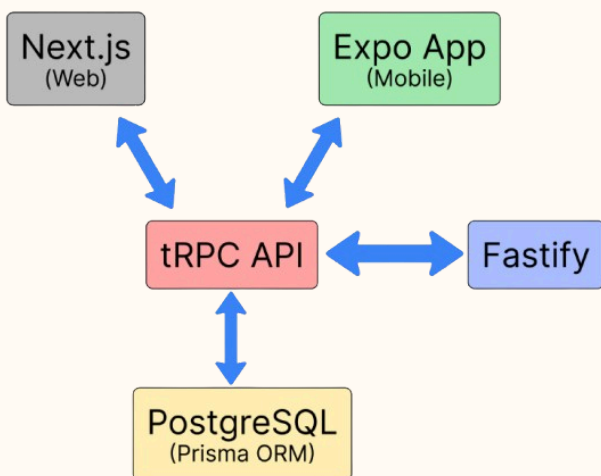 Next.js
(Web)
Expo App
(Mobile)
tRPC API
Fastify
PostgreSQL
(Prisma ORM)